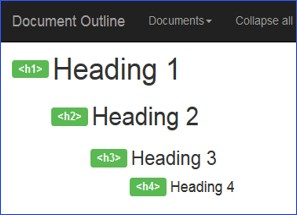 Document Outline Documents Collapse all
<h1> Heading 1
<h2> Heading 2
<h3> Heading 3
<h4> Heading 4